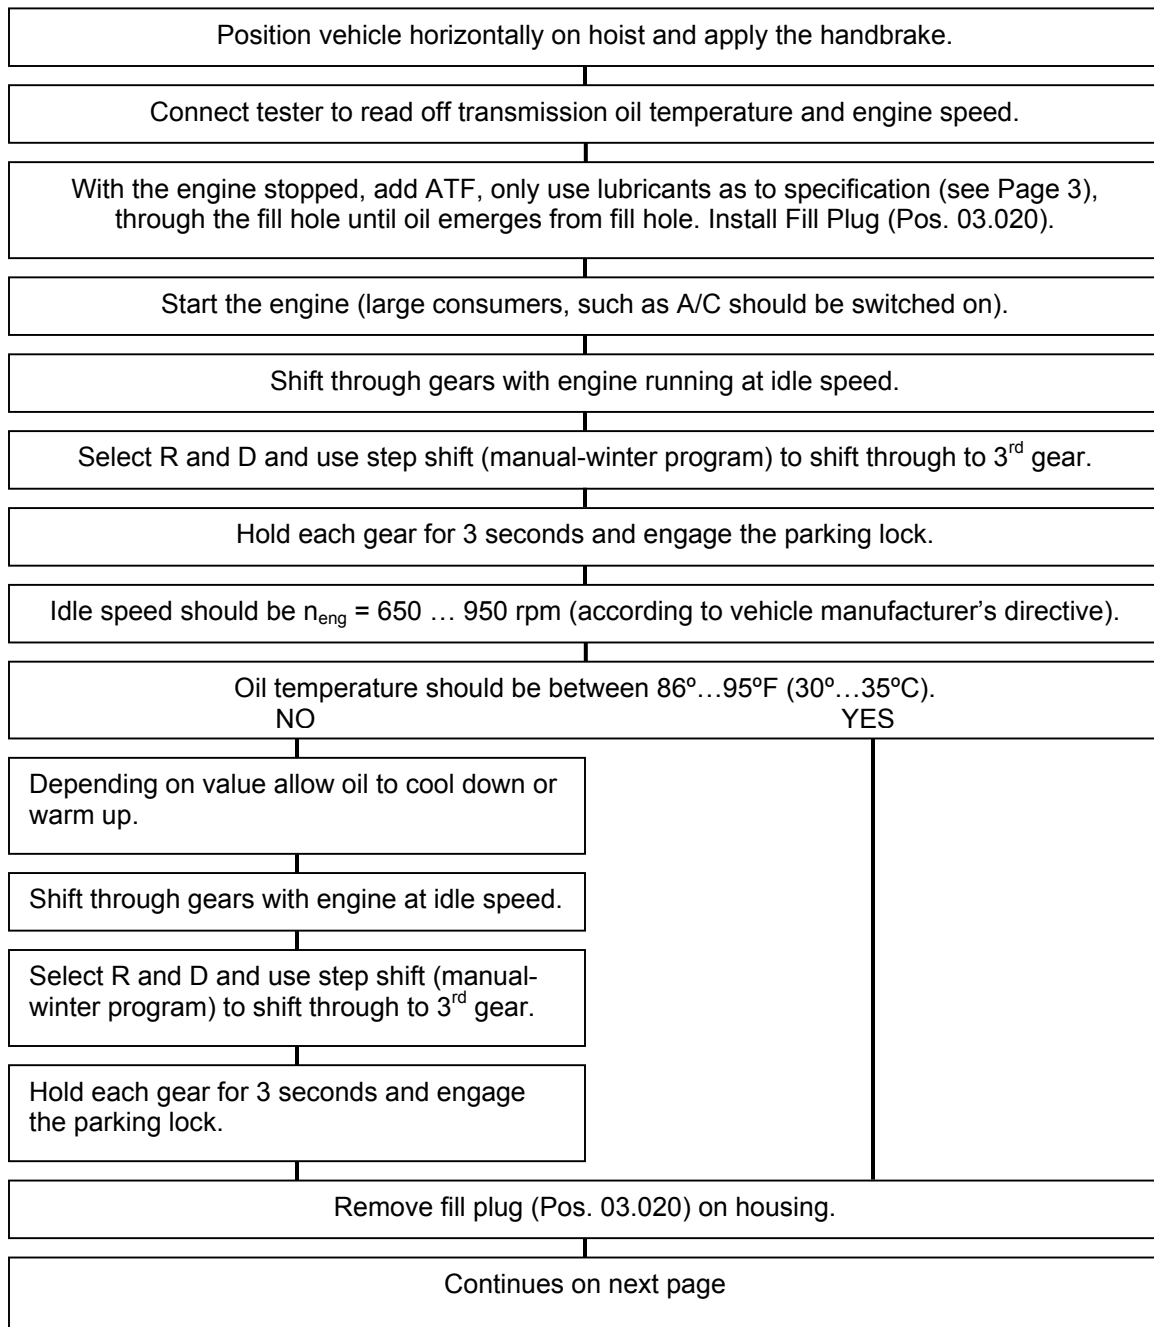 Position vehicle horizontally on hoist and apply the handbrake.
Connect tester to read off transmission oil temperature and engine speed.
With the engine stopped, add ATF, only use lubricants as to specification (see Page 3),
through the fill hole until oil emerges from fill hole. Install Fill Plug (Pos. 03.020).
Start the engine (large consumers, such as A/C should be switched on).
Shift through gears with engine running at idle speed.
Select R and D and use step shift (manual-winter program) to shift through to 3rd gear.
Hold each gear for 3 seconds and engage the parking lock.
Idle speed should be neng = 650 … 950 rpm (according to vehicle manufacturer’s directive).
Oil temperature should be between 86º…95ºF (30º…35ºC).
NO YES
Depending on value allow oil to cool down or
warm up.
Shift through gears with engine at idle speed.
Select R and D and use step shift (manual-
winter program) to shift through to 3rd gear.
Hold each gear for 3 seconds and engage
the parking lock.
Remove fill plug (Pos. 03.020) on housing.
Continues on next page